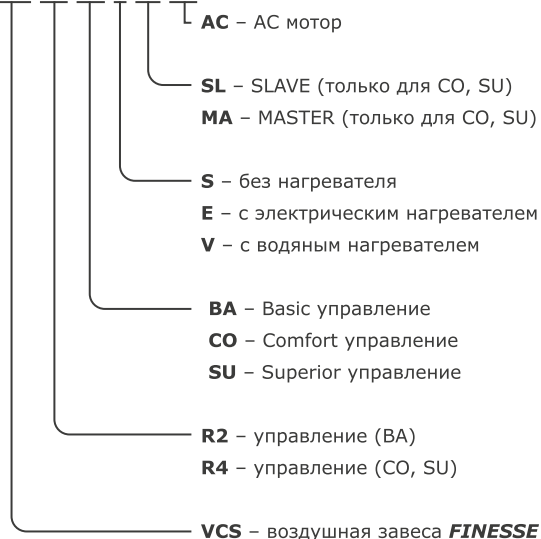 AC – AC мотор
SL – SLAVE (только для CO, SU)
MA – MASTER (только для CO, SU)
S – без нагревателя
E – с электрическим нагревателем
V – с водяным нагревателем
BA – Basic управление
CO – Comfort управление
SU – Superior управление
R2 – управление (BA)
R4 – управление (CO, SU)
VCS – воздушная завеса FINESSE